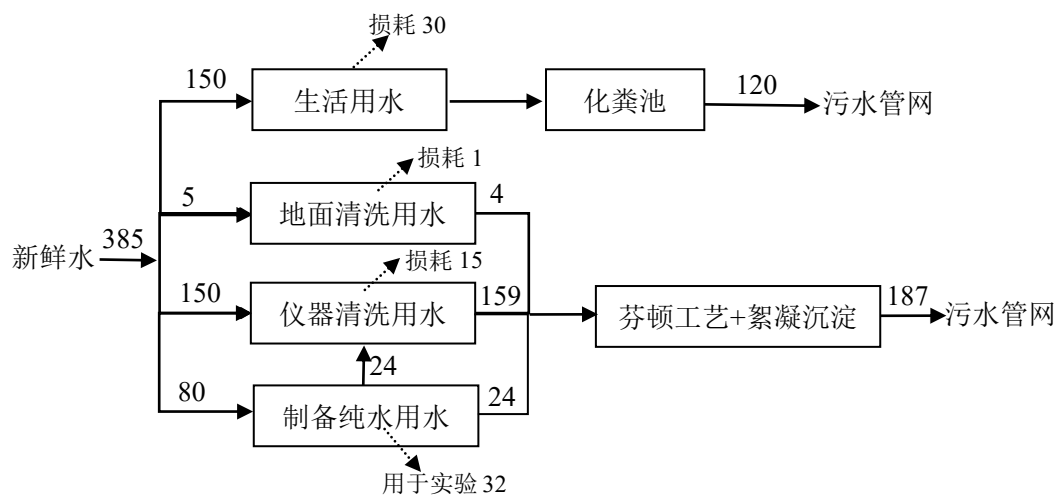 损耗 30
150
生活用水
化粪池
120
污水管网
损耗 1
5
地面清洗用水
4
新鲜水
385
损耗 15
150
仪器清洗用水
159
芬顿工艺+絮凝沉淀
187
污水管网
24
80
制备纯水用水
24
用于实验 32